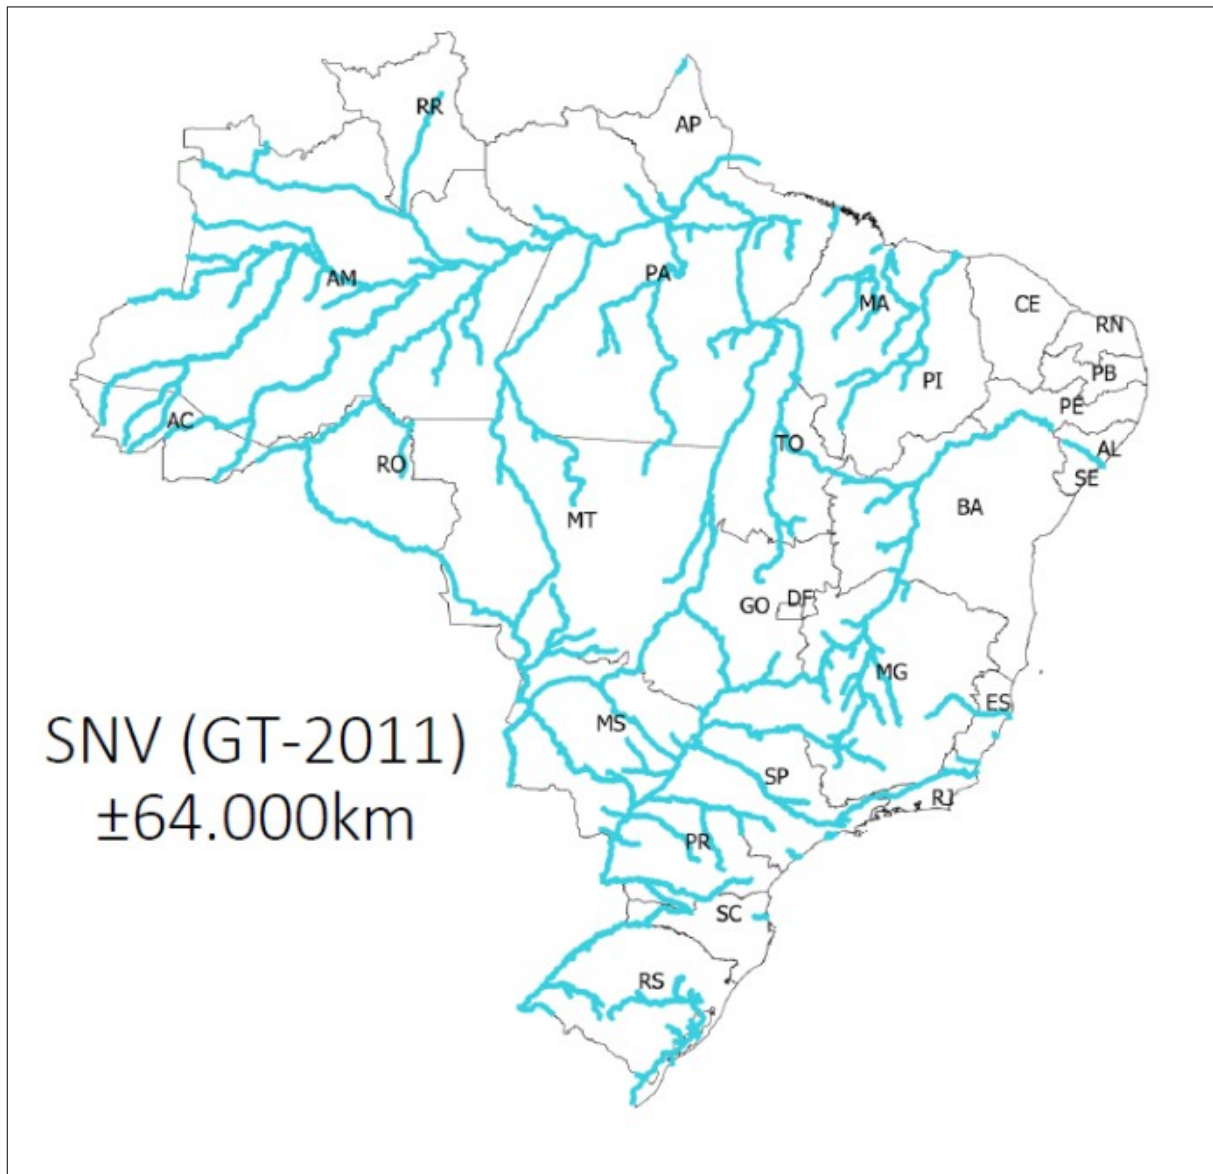 RR
AP
AM
PA
MA
CE
RN
PB
PI
PE
AC
AL
TO
SE
RO
BA
MT
DF
GO
MG
ES
MS
SNV (GT-2011)
±64.000km
SP
RJ
PR
SC
RS